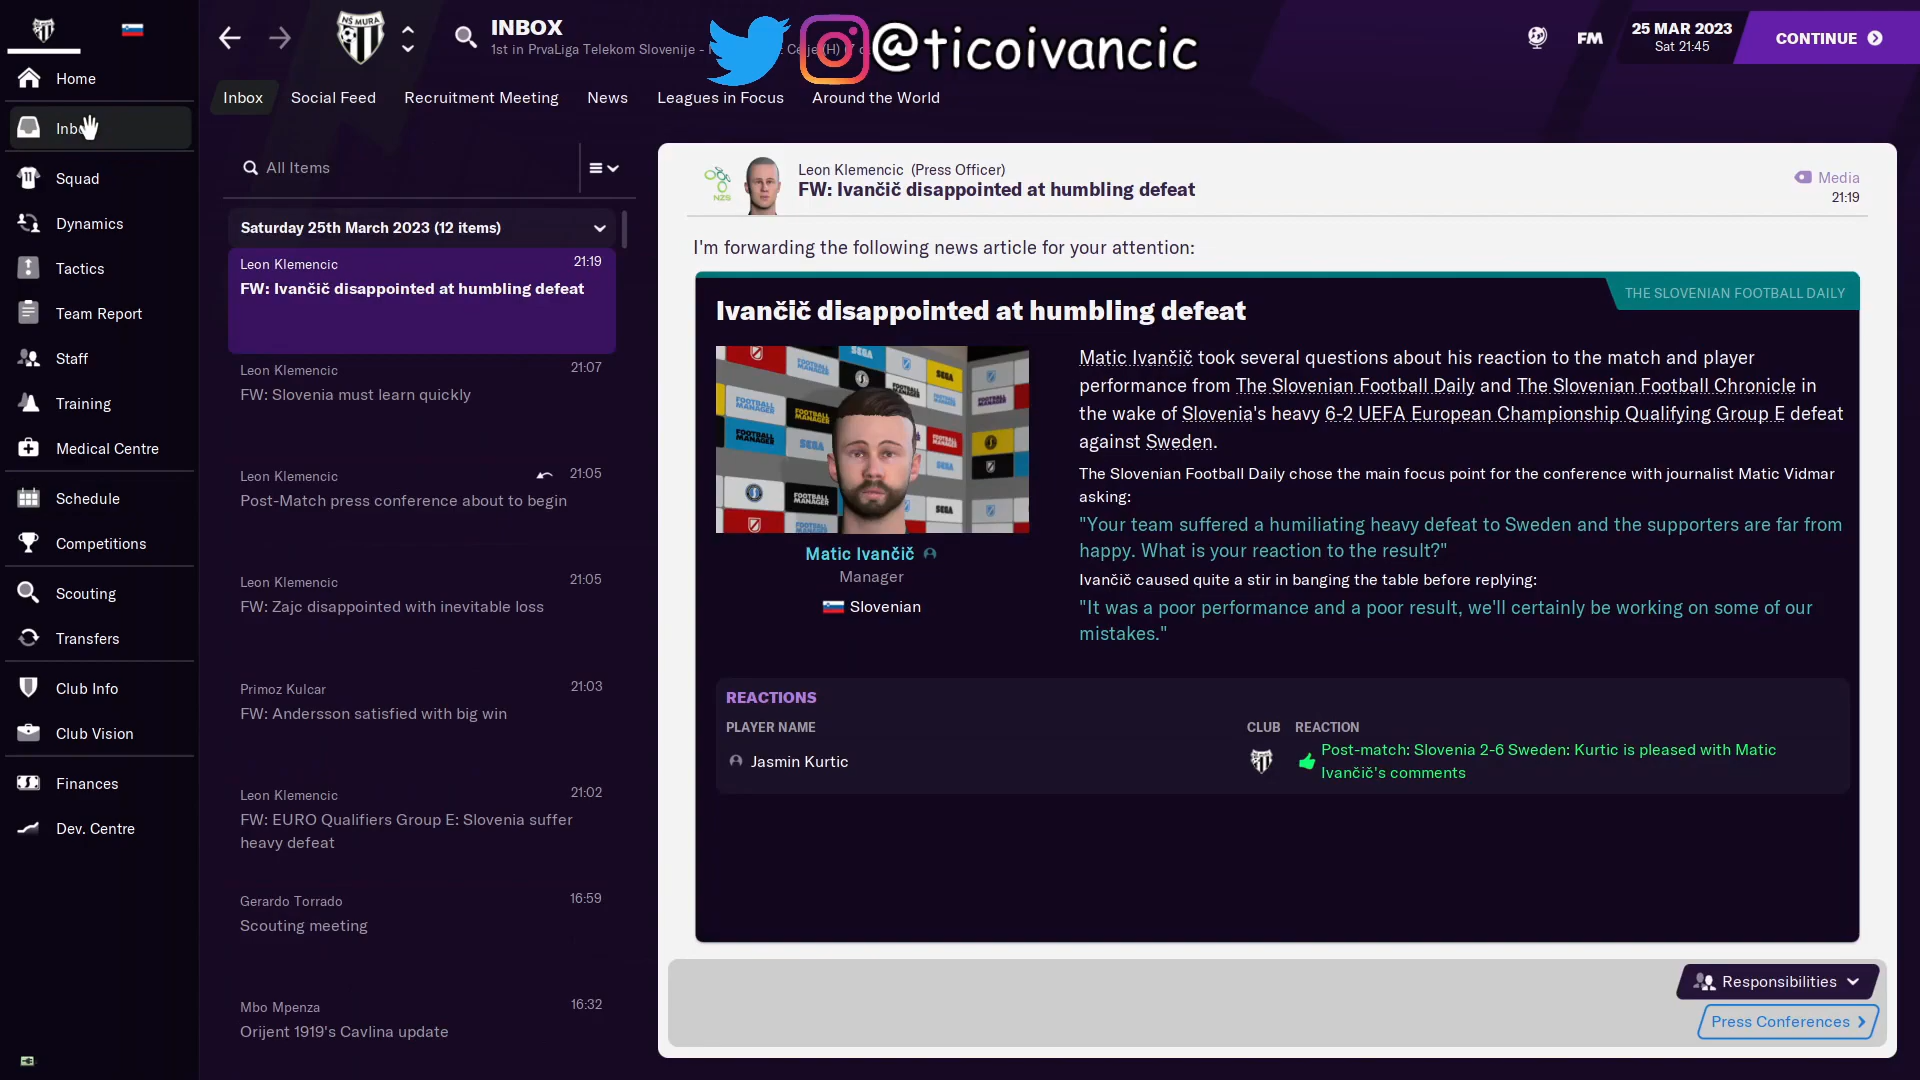 NŠ MURA
INBOX
1st in PrvaLiga Telekom Slovenije -
Celje(H)
@ticoivancic
FM
25 MAR 2023
Sat 21:45
CONTINUE
Home
Inbox
Squad
Dynamics
Tactics
Team Report
Staff
Training
Medical Centre
Schedule
Competitions
Scouting
Transfers
Club Info
Club Vision
Finances
Dev. Centre
Inbox
Social Feed
Recruitment Meeting
News
Leagues in Focus
Around the World
All Items
Saturday 25th March 2023 (12 items)
Leon Klemencic 21:19
FW: Ivančič disappointed at humbling defeat
Leon Klemencic 21:07
FW: Slovenia must learn quickly
Leon Klemencic 21:05
Post-Match press conference about to begin
Leon Klemencic 21:05
FW: Zajc disappointed with inevitable loss
Primoz Kulcar 21:03
FW: Andersson satisfied with big win
Leon Klemencic 21:02
FW: EURO Qualifiers Group E: Slovenia suffer
heavy defeat
Gerardo Torrado 16:59
Scouting meeting
Mbo Mpenza 16:32
Orijent 1919's Cavlina update
NZS
Leon Klemencic (Press Officer)
FW: Ivančič disappointed at humbling defeat
Media
21:19
I'm forwarding the following news article for your attention:
THE SLOVENIAN FOOTBALL DAILY
Ivančič disappointed at humbling defeat
Matic Ivančič
Manager
Slovenian
Matic Ivančič took several questions about his reaction to the match and player
performance from The Slovenian Football Daily and The Slovenian Football Chronicle in
the wake of Slovenia's heavy 6-2 UEFA European Championship Qualifying Group E defeat
against Sweden.
The Slovenian Football Daily chose the main focus point for the conference with journalist Matic Vidmar
asking:
"Your team suffered a humiliating heavy defeat to Sweden and the supporters are far from
happy. What is your reaction to the result?"
Ivančič caused quite a stir in banging the table before replying:
"It was a poor performance and a poor result, we'll certainly be working on some of our
mistakes."
REACTIONS
PLAYER NAME CLUB REACTION
Jasmin Kurtic
Post-match: Slovenia 2-6 Sweden: Kurtic is pleased with Matic
Ivančič's comments
Responsibilities
Press Conferences